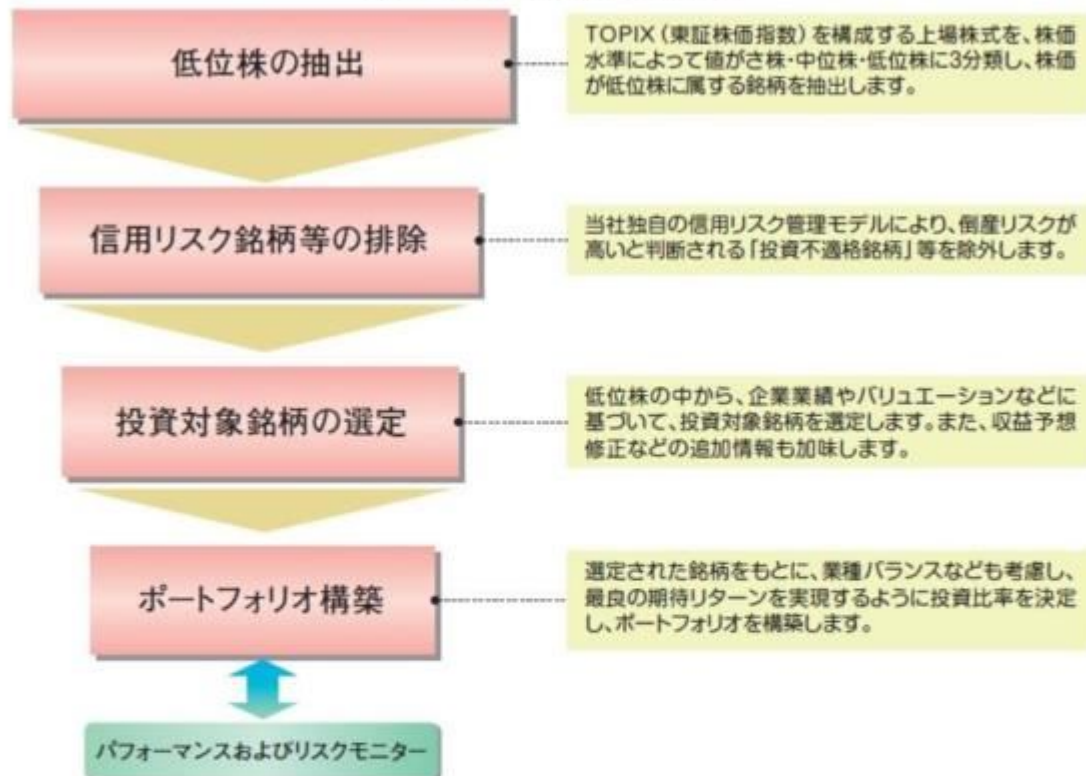 低位株の抽出
TOPIX(東証株価指数)を構成する上場株式を、株価
水準によって値がさ株・中位株・低位株に3分類し、株価
が低位株に属する銘柄を抽出します。
信用リスク銘柄等の排除
当社独自の信用リスク管理モデルにより、倒産リスクが
高いと判断される「投資不適格銘柄」等を除外します。
投資対象銘柄の選定
低位株の中から、企業業績やバリュエーションなどに
基づいて、投資対象銘柄を選定します。また、収益予想
修正などの追加情報も加味します。
ポートフォリオ構築
選定された銘柄をもとに、業種バランスなども考慮し、
最良の期待リターンを実現するように投資比率を決定
し、ポートフォリオを構築します。
パフォーマンスおよびリスクモニター